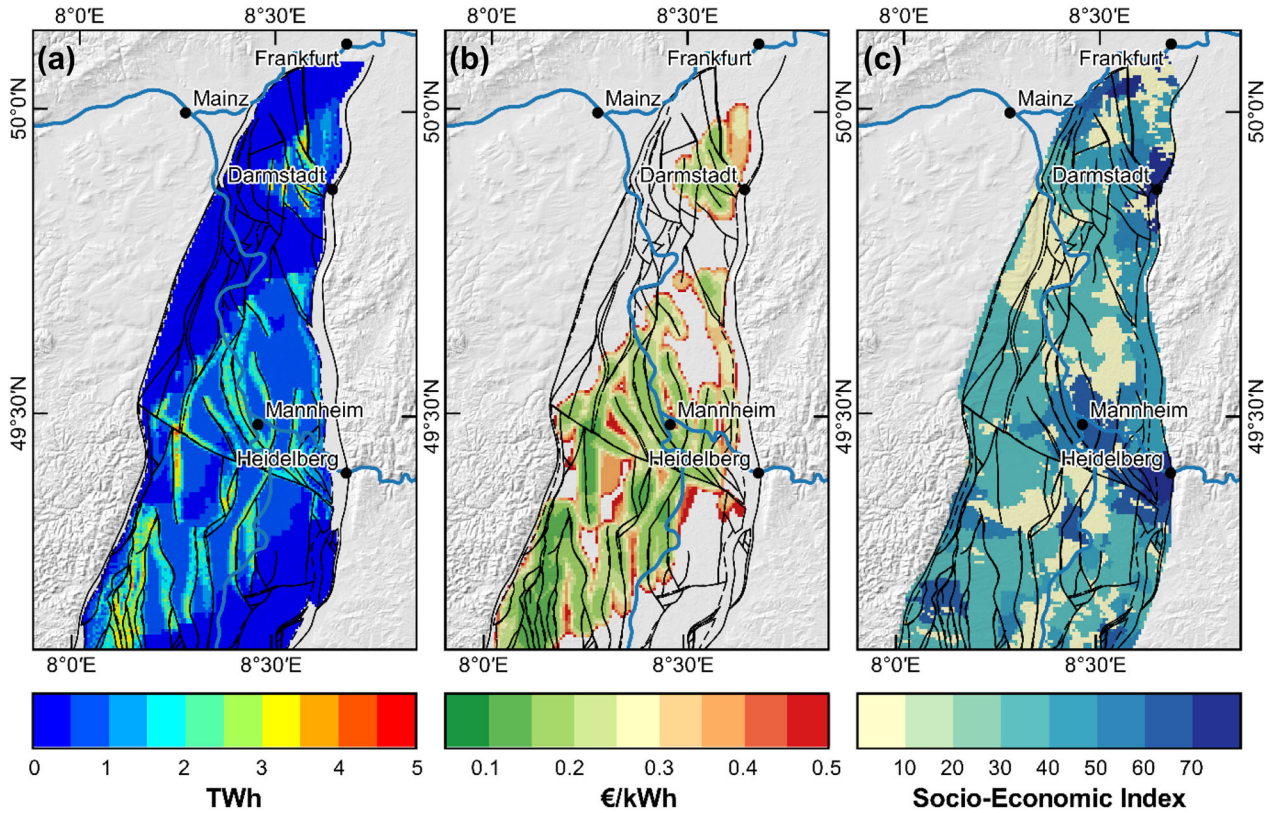 8°0'E 8°30'E 8°0'E 8°30'E 8°0'E 8°30'E
(a) (b) (c)
Frankfurt Frankfurt Frankfurt
Mainz Mainz Mainz
50°0'N 50°0'N
Darmstadt Darmstadt Darmstadt
49°30'N 49°30'N
Mannheim Mannheim Mannheim
Heidelberg Heidelberg Heidelberg
8°0'E 8°30'E 8°0'E 8°30'E 8°0'E 8°30'E
0 1 2 3 4 5 0.1 0.2 0.3 0.4 0.5 10 20 30 40 50 60 70
TWh €/kWh Socio-Economic Index